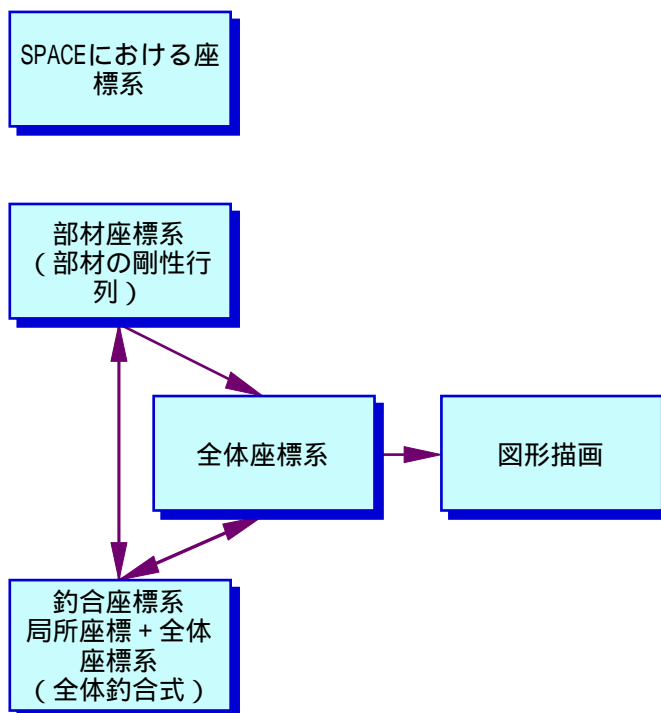 SPACEにおける座
標系
部材座標系
(部材の剛性行
列)
全体座標系
図形描画
釣合座標系
局所座標+全体
座標系
(全体釣合式)